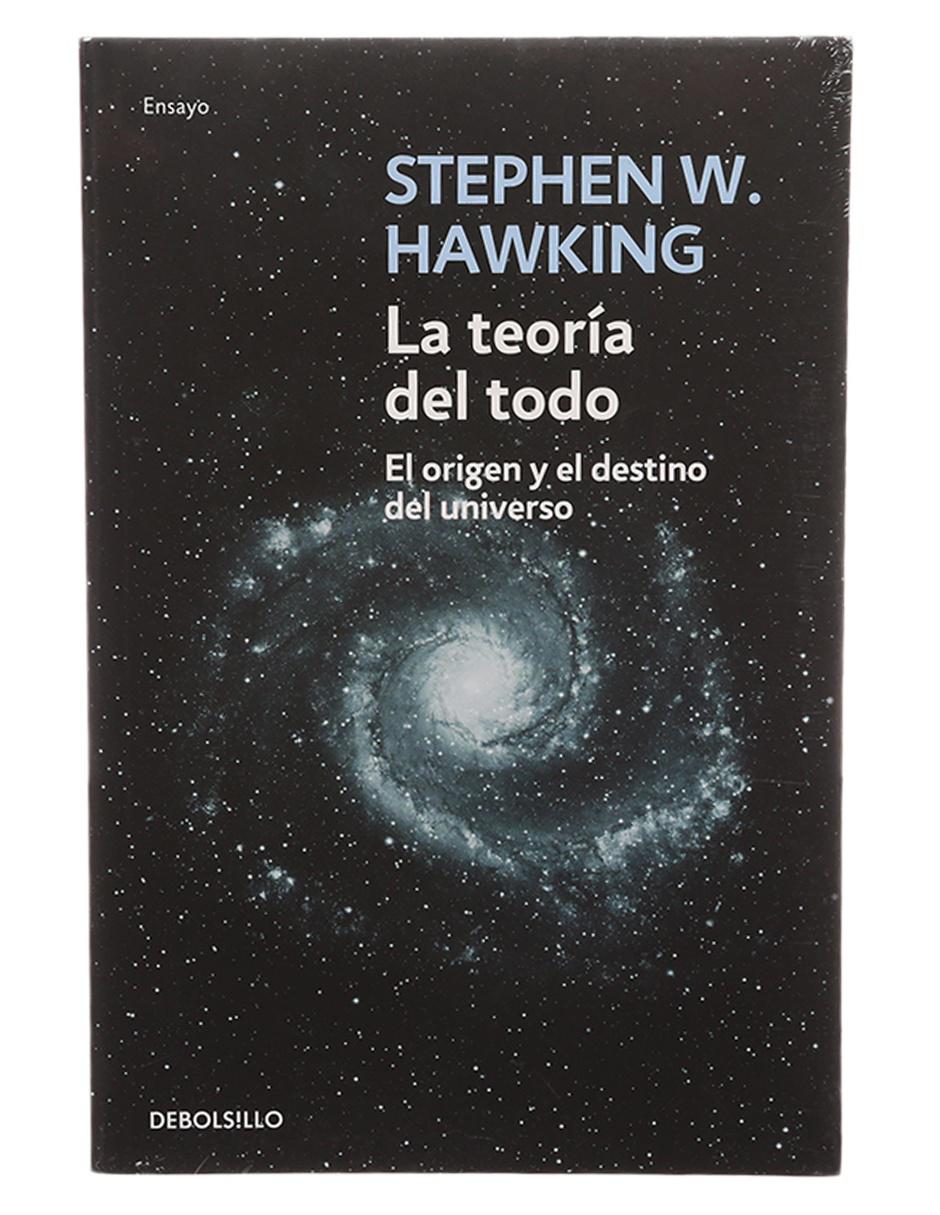 Ensayo
STEPHEN W.
HAWKING
La teoría
del todo
El origen y el destino
del universo
DEBOLS!LLO